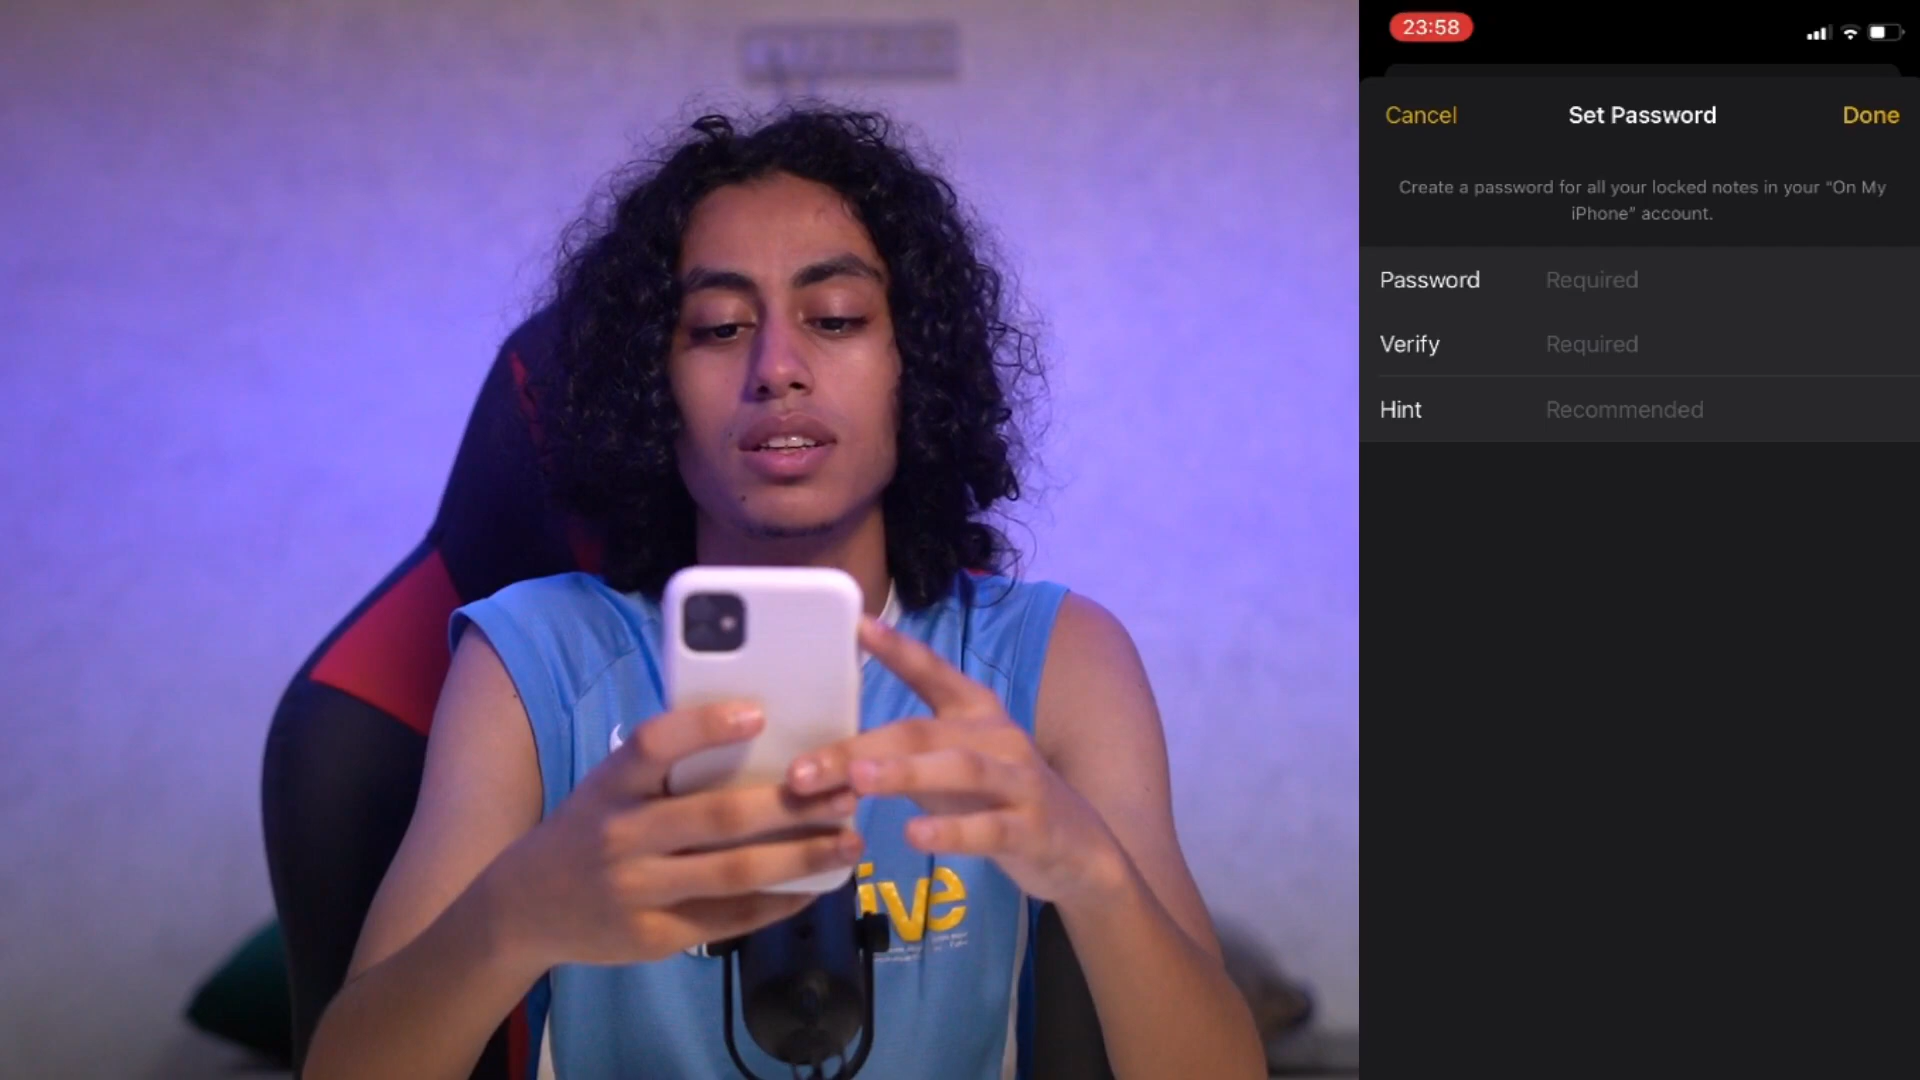 23:58
Cancel
Set Password
Done
Create a password for all your locked notes in your “On My
iPhone” account.
Password
Required
Verify
Required
Hint
Recommended
ive